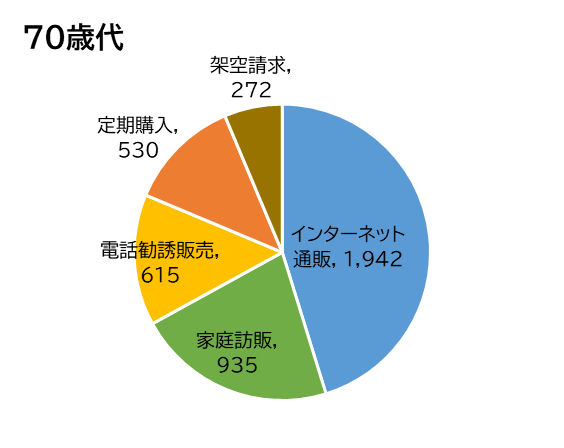 70歳代
架空請求,
272
定期購入,
530
インターネット
通販, 1,942
電話勧誘販売,
615
家庭訪販,
935